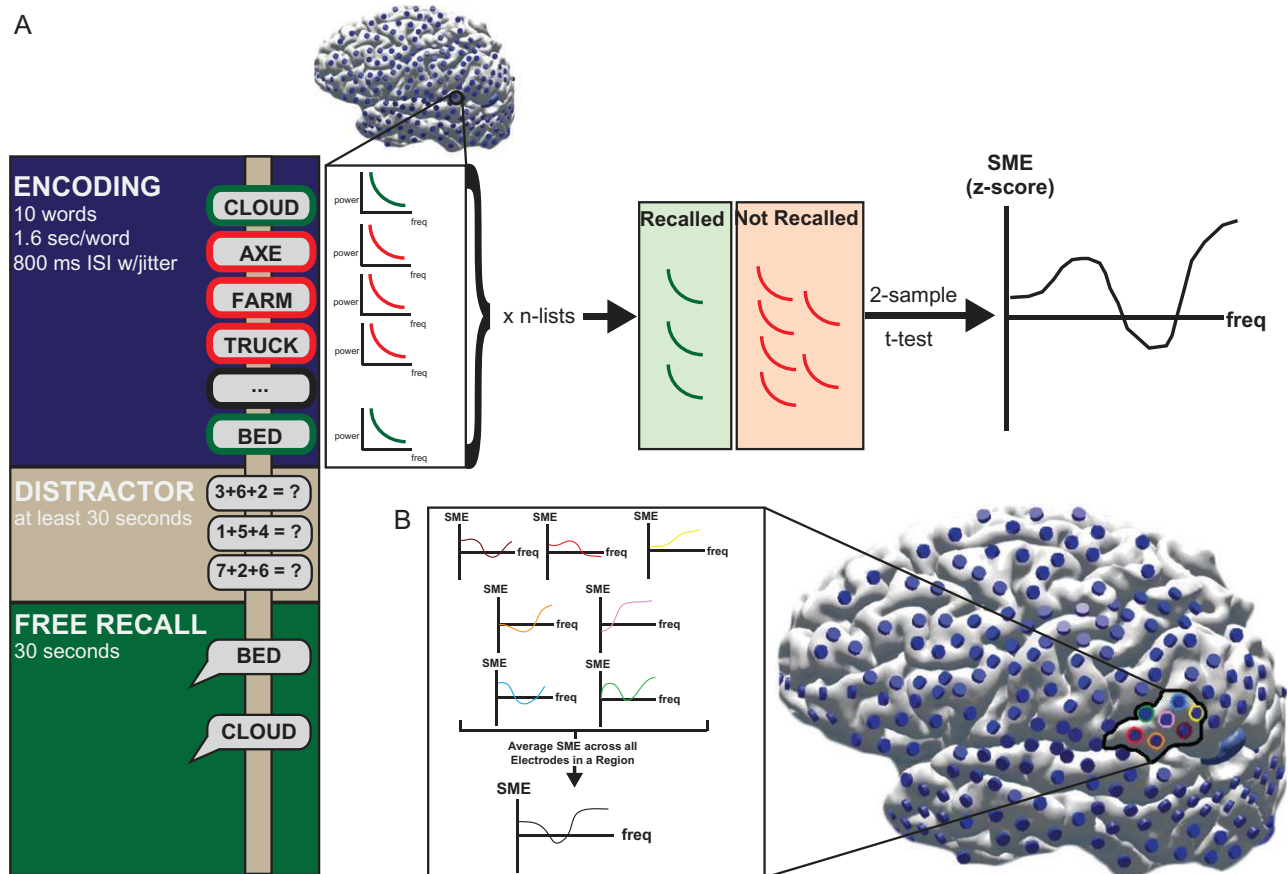 A
ENCODING
10 words
1.6 sec/word
800 ms ISI w/jitter
CLOUD
AXE
FARM
TRUCK
...
BED
power
freq
power
freq
power
freq
power
freq
power
freq
x n-lists
Recalled
Not Recalled
2-sample
t-test
SME
(z-score)
freq
DISTRACTOR
at least 30 seconds
3+6+2 = ?
1+5+4 = ?
7+2+6 = ?
FREE RECALL
30 seconds
BED
CLOUD
B
SME
freq
SME
freq
SME
freq
SME
freq
SME
freq
SME
freq
SME
freq
Average SME across all
Electrodes in a Region
SME
freq